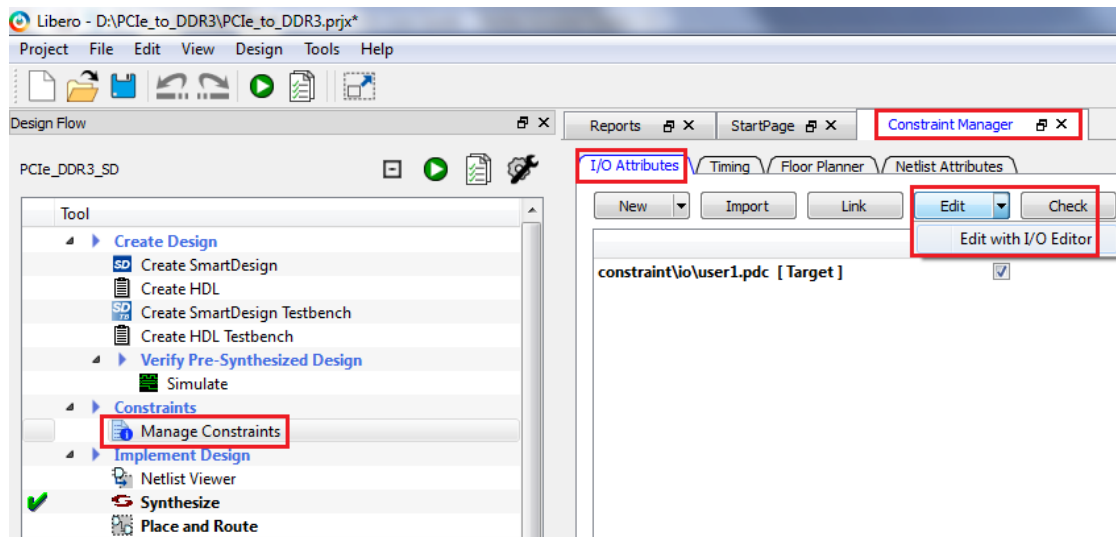 Libero - D:\PCIe_to_DDR3\PCIe_to_DDR3.prjx*
Project File Edit View Design Tools Help
Design Flow
Reports StartPage Constraint Manager
PCIe_DDR3_SD
I/O Attributes Timing Floor Planner Netlist Attributes
New Import Link Edit Check
Edit with I/O Editor
constraint\io\user1.pdc [ Target ]
Tool
Create Design
SD Create SmartDesign
Create HDL
SD TB Create SmartDesign Testbench
Create HDL Testbench
Verify Pre-Synthesized Design
Simulate
Constraints
Manage Constraints
Implement Design
Netlist Viewer
Synthesize
Place and Route